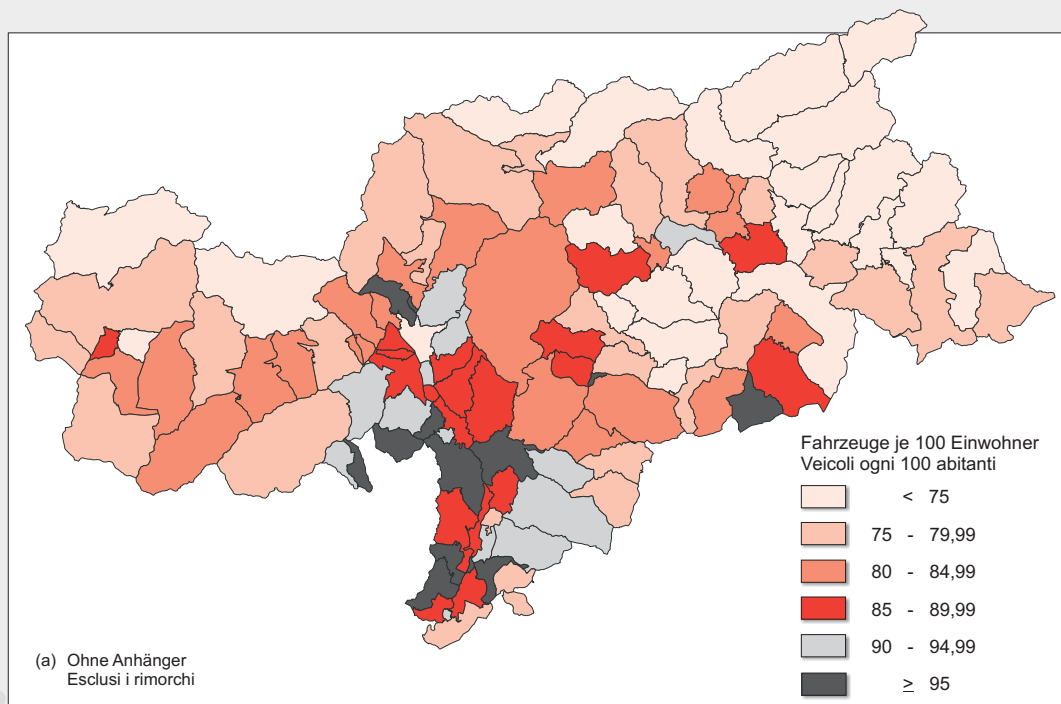 Fahrzeuge je 100 Einwohner
Veicoli ogni 100 abitanti
< 75
75 - 79,99
80 - 84,99
85 - 89,99
90 - 94,99
≥ 95
(a) Ohne Anhänger
Esclusi i rimorchi